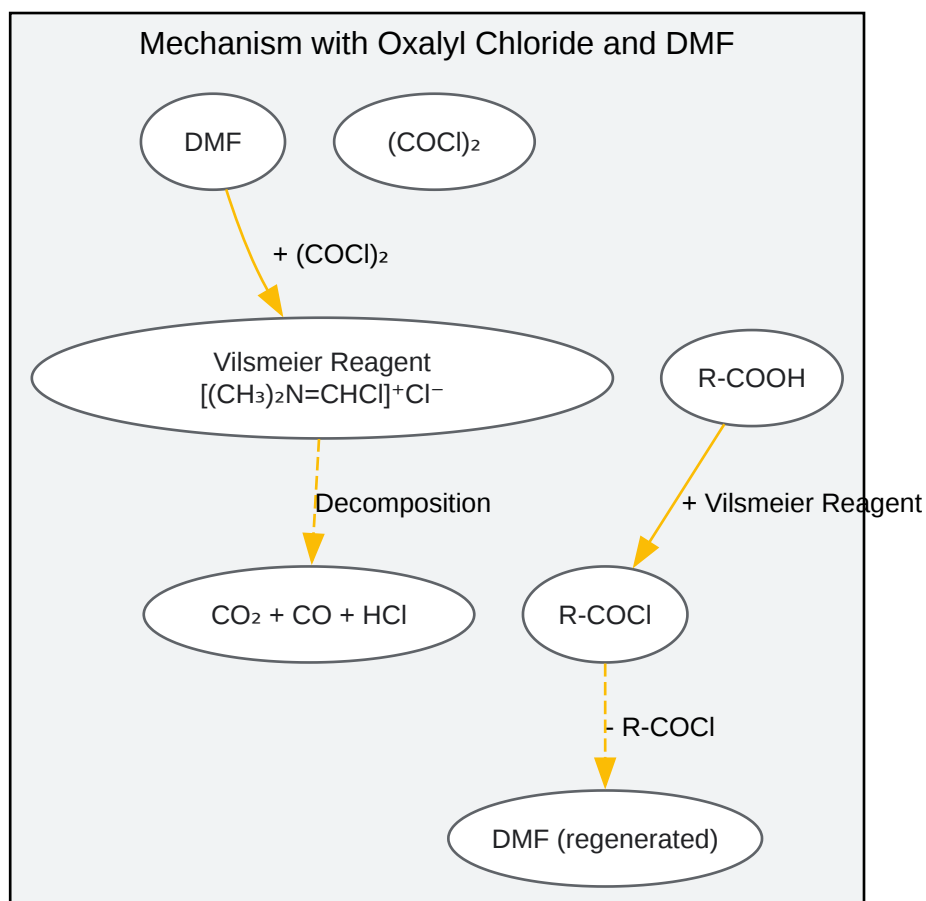 Mechanism with Oxalyl Chloride and DMF
DMF
(COCl)₂
+ (COCl)₂
Vilsmeier Reagent
[(CH₃)₂N=CHCl]⁺Cl⁻
R-COOH
Decomposition
+ Vilsmeier Reagent
CO₂ + CO + HCl
R-COCl
- R-COCl
DMF (regenerated)